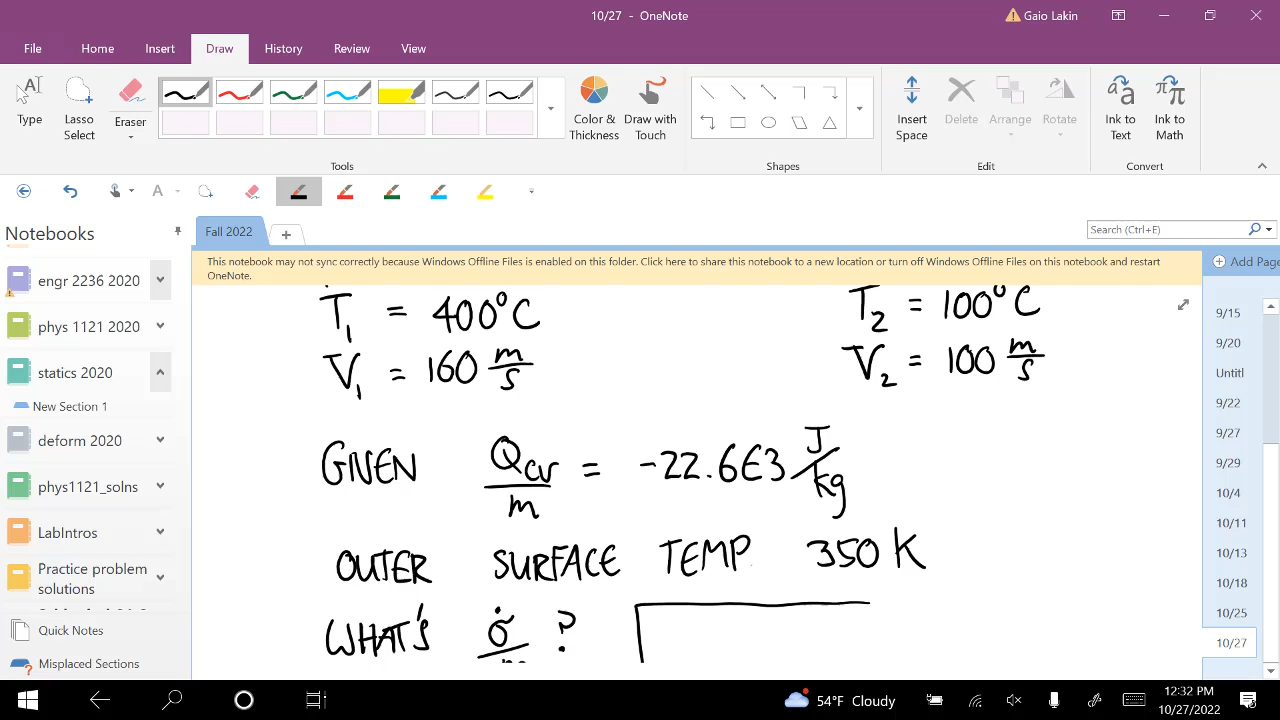 10/27 - OneNote
Gaio Lakin
File Home Insert Draw History Review View
Type
Lasso Select
Eraser
Color & Thickness
Draw with Touch
Insert Space
Delete
Arrange
Rotate
Ink to Text
Ink to Math
Tools
Shapes
Edit
Convert
Notebooks
Fall 2022
Search (Ctrl+E)
This notebook may not sync correctly because Windows Offline Files is enabled on this folder. Click here to share this notebook to a new location or turn off Windows Offline Files on this notebook and restart
OneNote.
Add Page
engr 2236 2020
phys 1121 2020
statics 2020
New Section 1
deform 2020
phys1121_solns
LabIntros
Practice problem
solutions
Quick Notes
Misplaced Sections
T1 = 400°C
T2 = 100°C
V1 = 160 m/s
V2 = 100 m/s
GIVEN Qcv/m = -22.6E3 J/kg
OUTER SURFACE TEMP. 350 K
WHAT'S σ̇/m ?
9/15
9/20
Untitl
9/22
9/27
9/29
10/4
10/11
10/13
10/18
10/25
10/27
54°F Cloudy
12:32 PM
10/27/2022